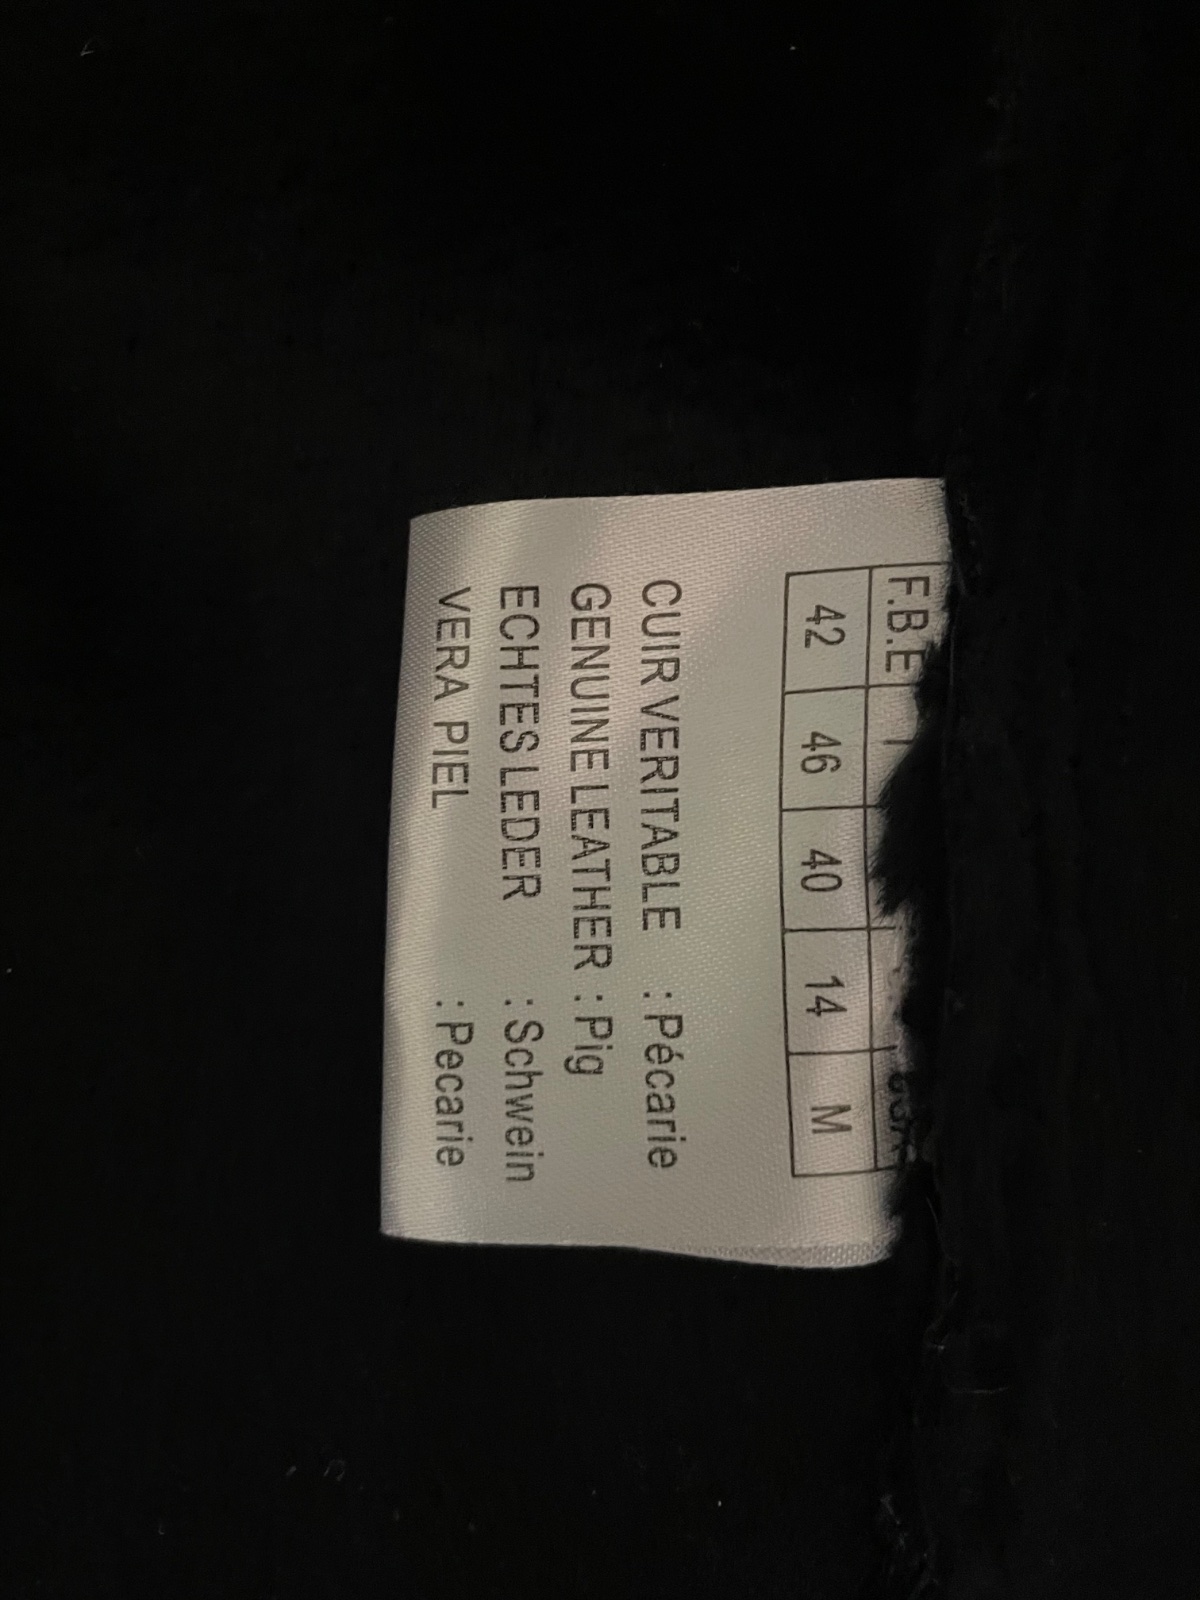 F.B.E
42 46 40 14 M
CUIR VERITABLE : Pécarie
GENUINE LEATHER : Pig
ECHTES LEDER : Schwein
VERA PIEL : Pecarie